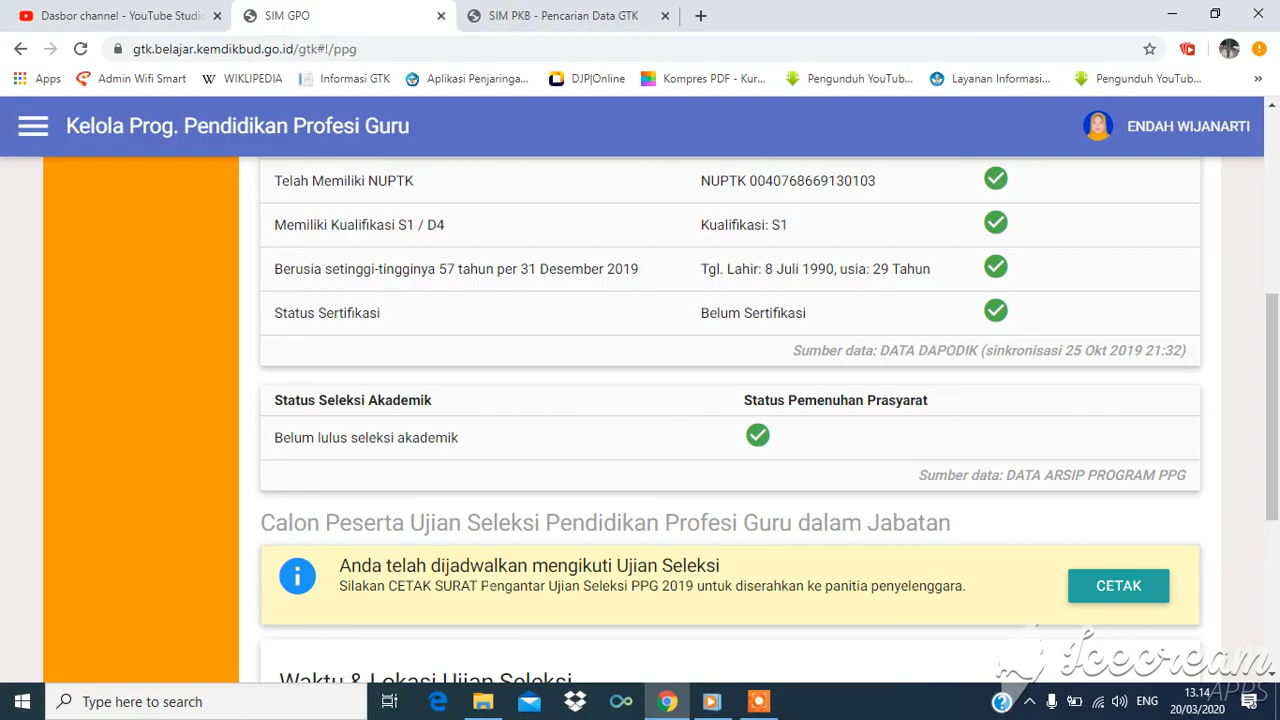 Dasbor channel - YouTube Studio
SIM GPO
SIM PKB - Pencarian Data GTK
gtk.belajar.kemdikbud.go.id/gtk#!/ppg
Apps
Admin Wifi Smart
WIKLIPEDIA
Informasi GTK
Aplikasi Penjaringa...
DJP|Online
Kompres PDF - Kur...
Pengunduh YouTub...
Layanan Informasi...
Pengunduh YouTub...
»
Kelola Prog. Pendidikan Profesi Guru
ENDAH WIJANARTI
Telah Memiliki NUPTK
NUPTK 0040768669130103
Memiliki Kualifikasi S1 / D4
Kualifikasi: S1
Berusia setinggi-tingginya 57 tahun per 31 Desember 2019
Tgl. Lahir: 8 Juli 1990, usia: 29 Tahun
Status Sertifikasi
Belum Sertifikasi
Sumber data: DATA DAPODIK (sinkronisasi 25 Okt 2019 21:32)
Status Seleksi Akademik
Status Pemenuhan Prasyarat
Belum lulus seleksi akademik
Sumber data: DATA ARSIP PROGRAM PPG
Calon Peserta Ujian Seleksi Pendidikan Profesi Guru dalam Jabatan
Anda telah dijadwalkan mengikuti Ujian Seleksi
Silakan CETAK SURAT Pengantar Ujian Seleksi PPG 2019 untuk diserahkan ke panitia penyelenggara.
CETAK
Waktu & Lokasi Ujian Seleksi
Icecream
APPS
Type here to search
ENG
13.14
20/03/2020